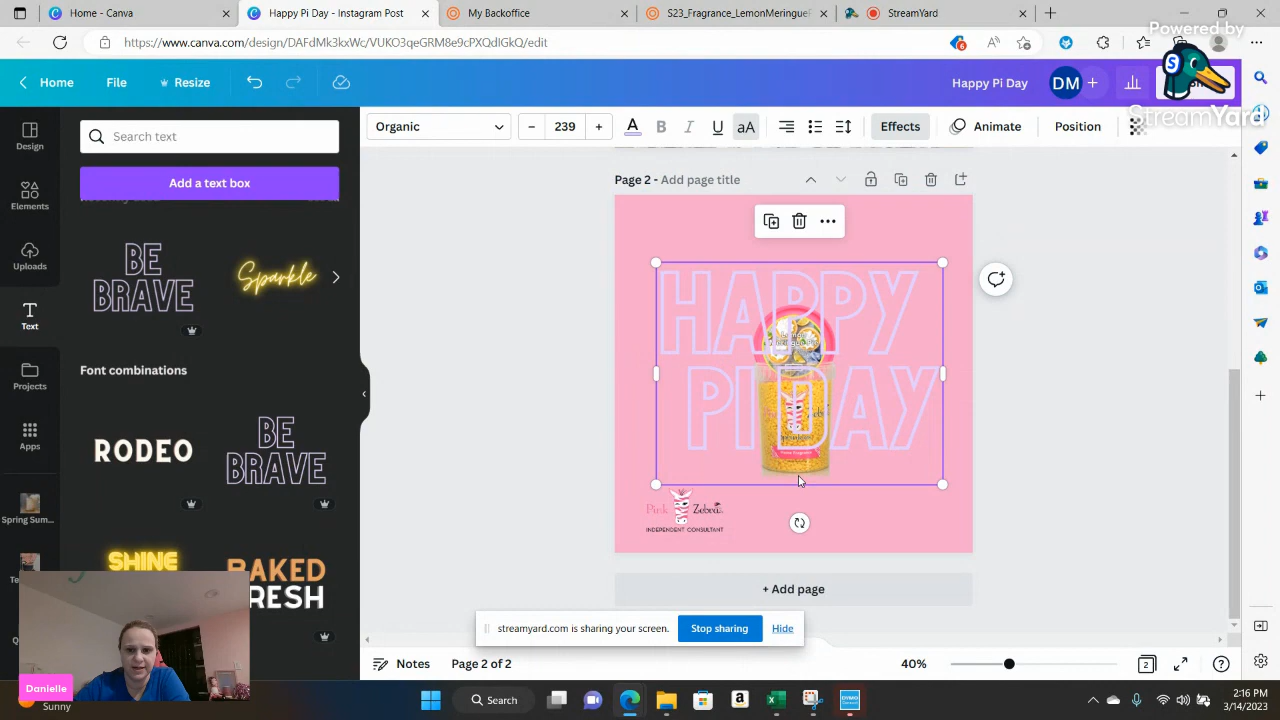 Home - Canva
Happy Pi Day - Instagram Post
My Backoffice
S23_Fragrance_LemonMeringueP
StreamYard
https://www.canva.com/design/DAFdMk3kxWc/VUKO3qeGRM8e9cPXQdIGkQ/edit
6
Powered by
StreamYard
Home
File
Resize
Happy Pi Day
DM
Search text
Organic
239
A
B
I
U
aA
Effects
Animate
Position
Design
Elements
Uploads
Text
Projects
Apps
Spring Sum...
Add a text box
BE
BRAVE
Sparkle
Font combinations
RODEO
BE
BRAVE
SHINE
BAKED
FRESH
Page 2 - Add page title
HAPPY
PI DAY
Pink Zebra
INDEPENDENT CONSULTANT
+ Add page
streamyard.com is sharing your screen.
Stop sharing
Hide
Notes
Page 2 of 2
40%
2
Danielle
Sunny
Search
2:16 PM
3/14/2023